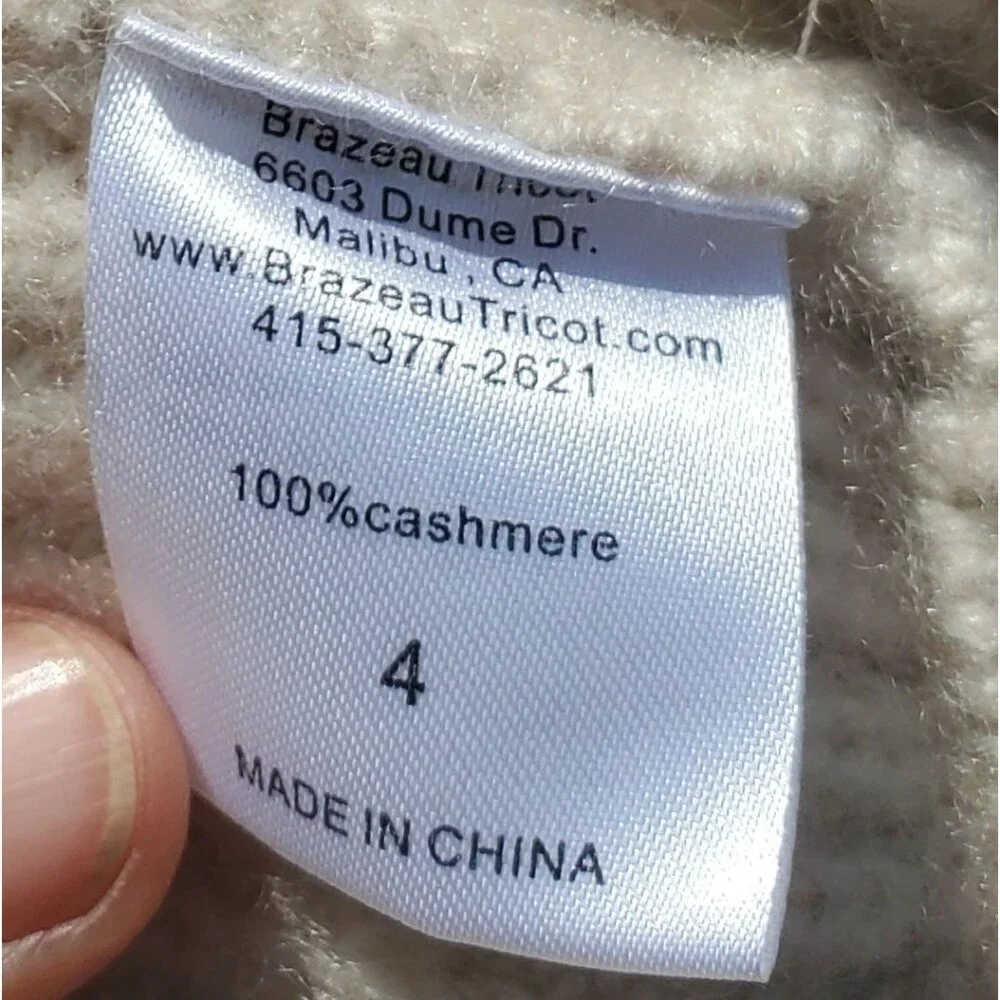 Brazeau Tricot
6603 Dume Dr.
Malibu , CA
www.BrazeauTricot.com
415-377-2621
100%cashmere
4
MADE IN CHINA